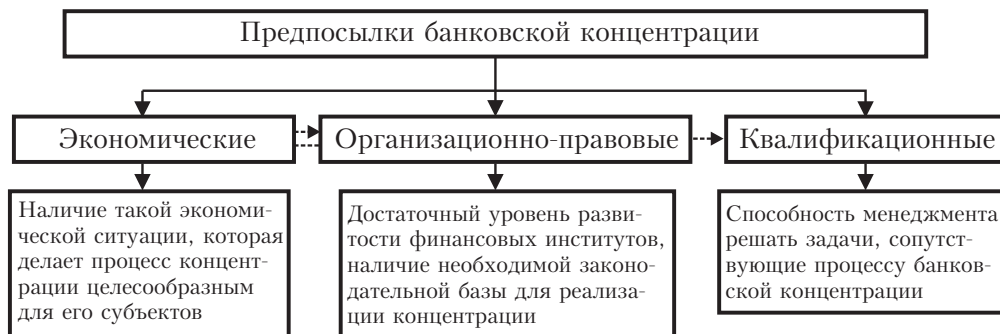 Предпосылки банковской концентрации
Экономические
Организационно-правовые
Квалификационные
Наличие такой экономи-
ческой ситуации, которая
делает процесс концент-
рации целесообразным
для его субъектов
Достаточный уровень разви-
тости финансовых институтов,
наличие необходимой законо-
дательной базы для реализа-
ции концентрации
Способность менеджмента
решать задачи, сопутст-
вующие процессу банков-
ской концентрации